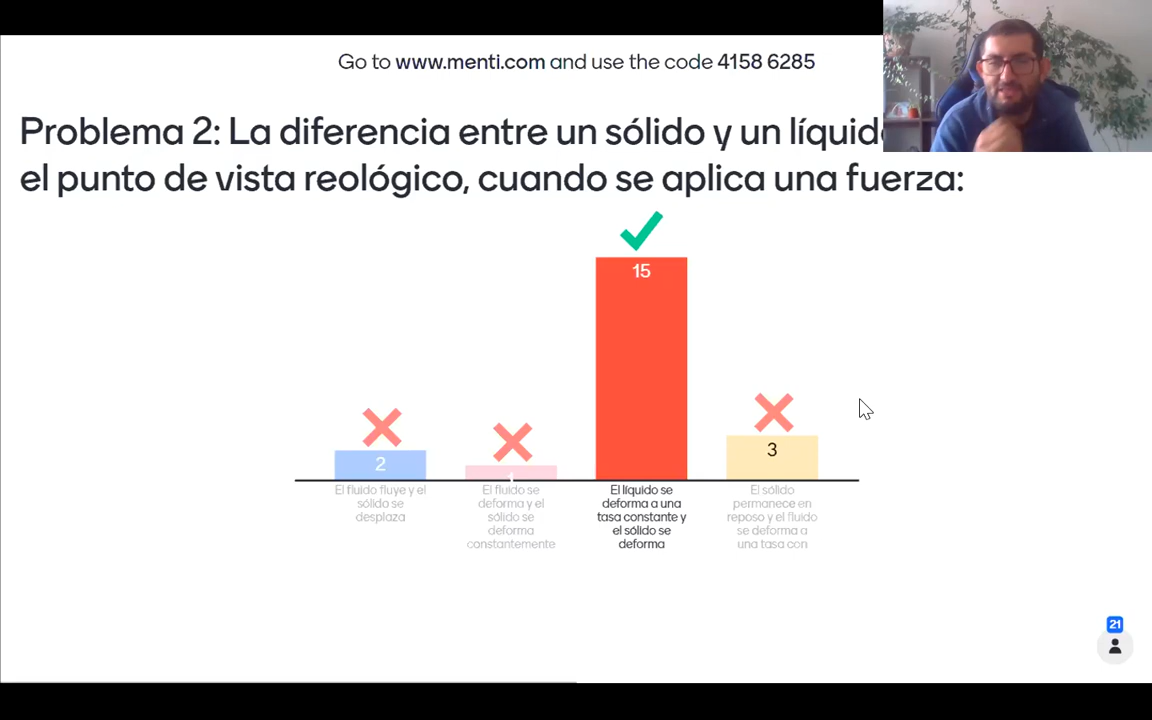 Go to www.menti.com and use the code 4158 6285
Problema 2: La diferencia entre un sólido y un líquid
el punto de vista reológico, cuando se aplica una fuerza:
15
3
2
1
El fluido fluye y el
sólido se
desplaza
El fluido se
deforma y el
sólido se
deforma
constantemente
El líquido se
deforma a una
tasa constante y
el sólido se
deforma
El sólido
permanece en
reposo y el fluido
se deforma a
una tasa con
21